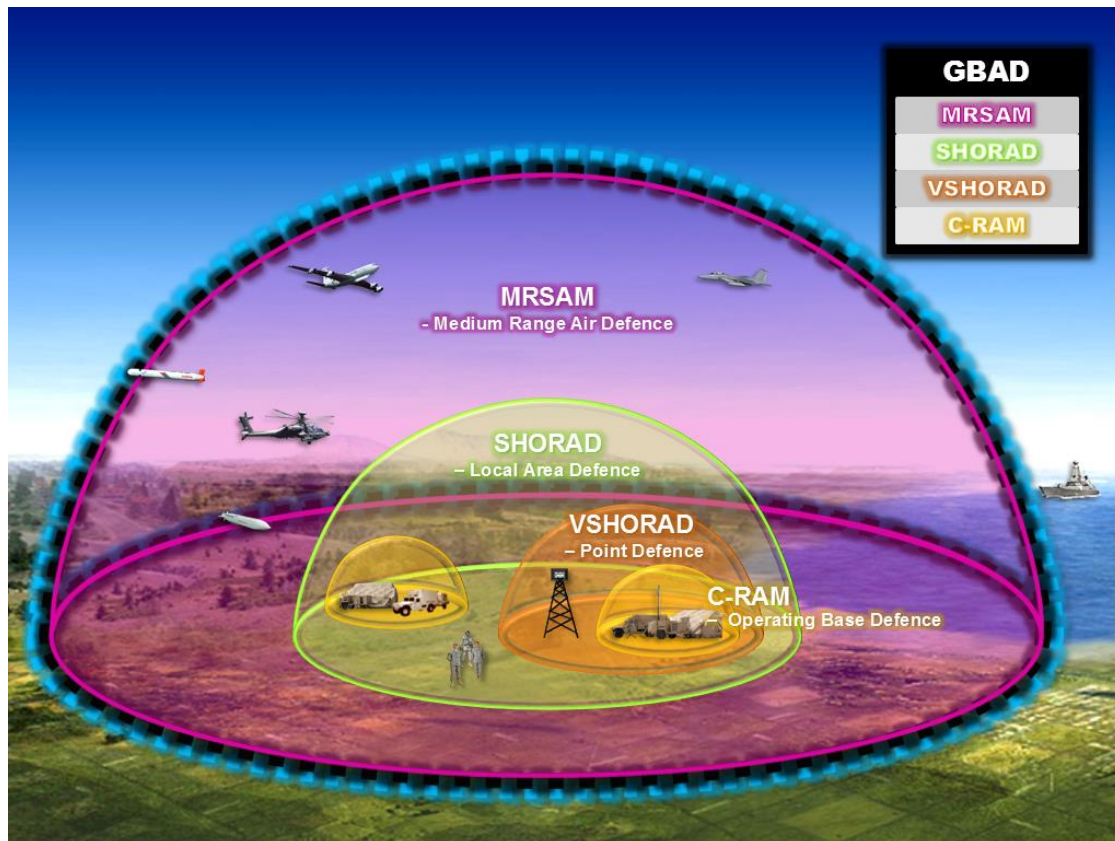 GBAD
MRSAM
SHORAD
VSHORAD
C-RAM
MRSAM
- Medium Range Air Defence
SHORAD
– Local Area Defence
VSHORAD
– Point Defence
C-RAM
– Operating Base Defence